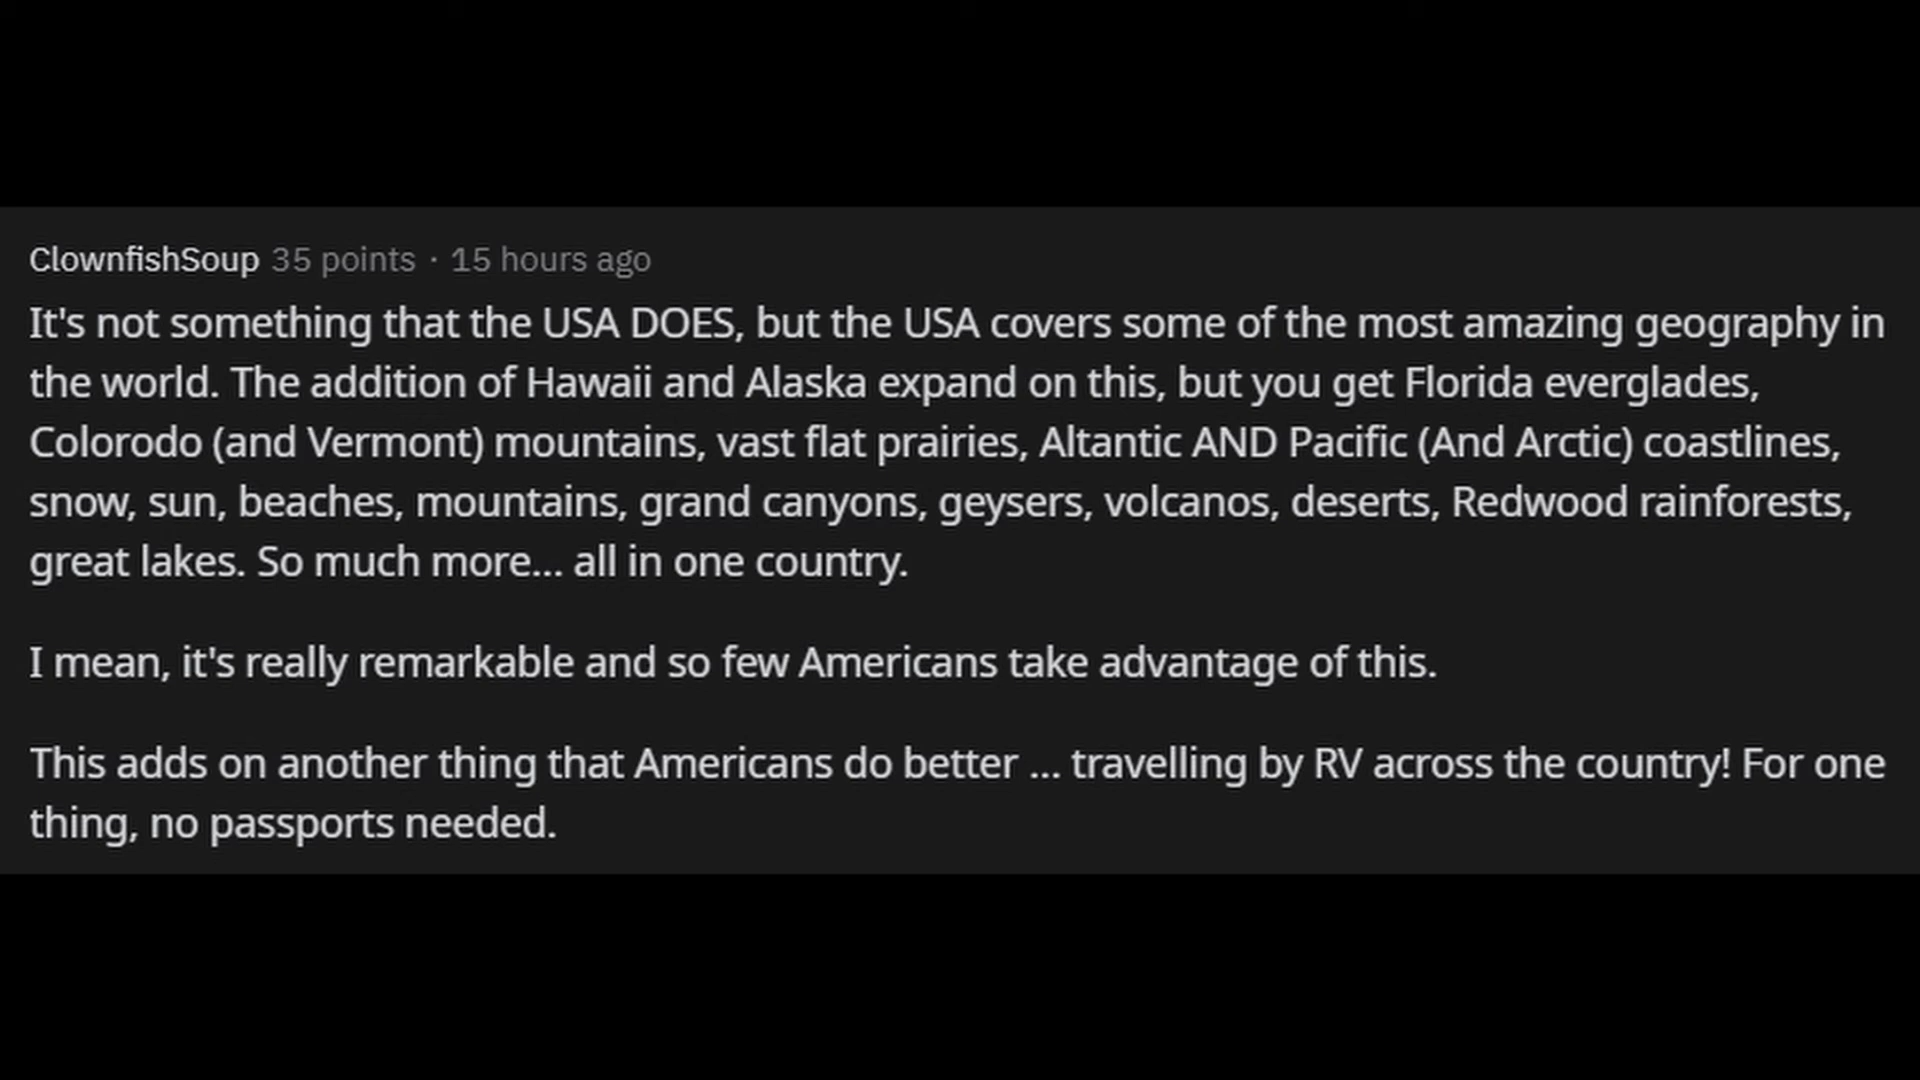 ClownfishSoup 35 points · 15 hours ago
It's not something that the USA DOES, but the USA covers some of the most amazing geography in
the world. The addition of Hawaii and Alaska expand on this, but you get Florida everglades,
Colorodo (and Vermont) mountains, vast flat prairies, Altantic AND Pacific (And Arctic) coastlines,
snow, sun, beaches, mountains, grand canyons, geysers, volcanos, deserts, Redwood rainforests,
great lakes. So much more... all in one country.
I mean, it's really remarkable and so few Americans take advantage of this.
This adds on another thing that Americans do better ... travelling by RV across the country! For one
thing, no passports needed.